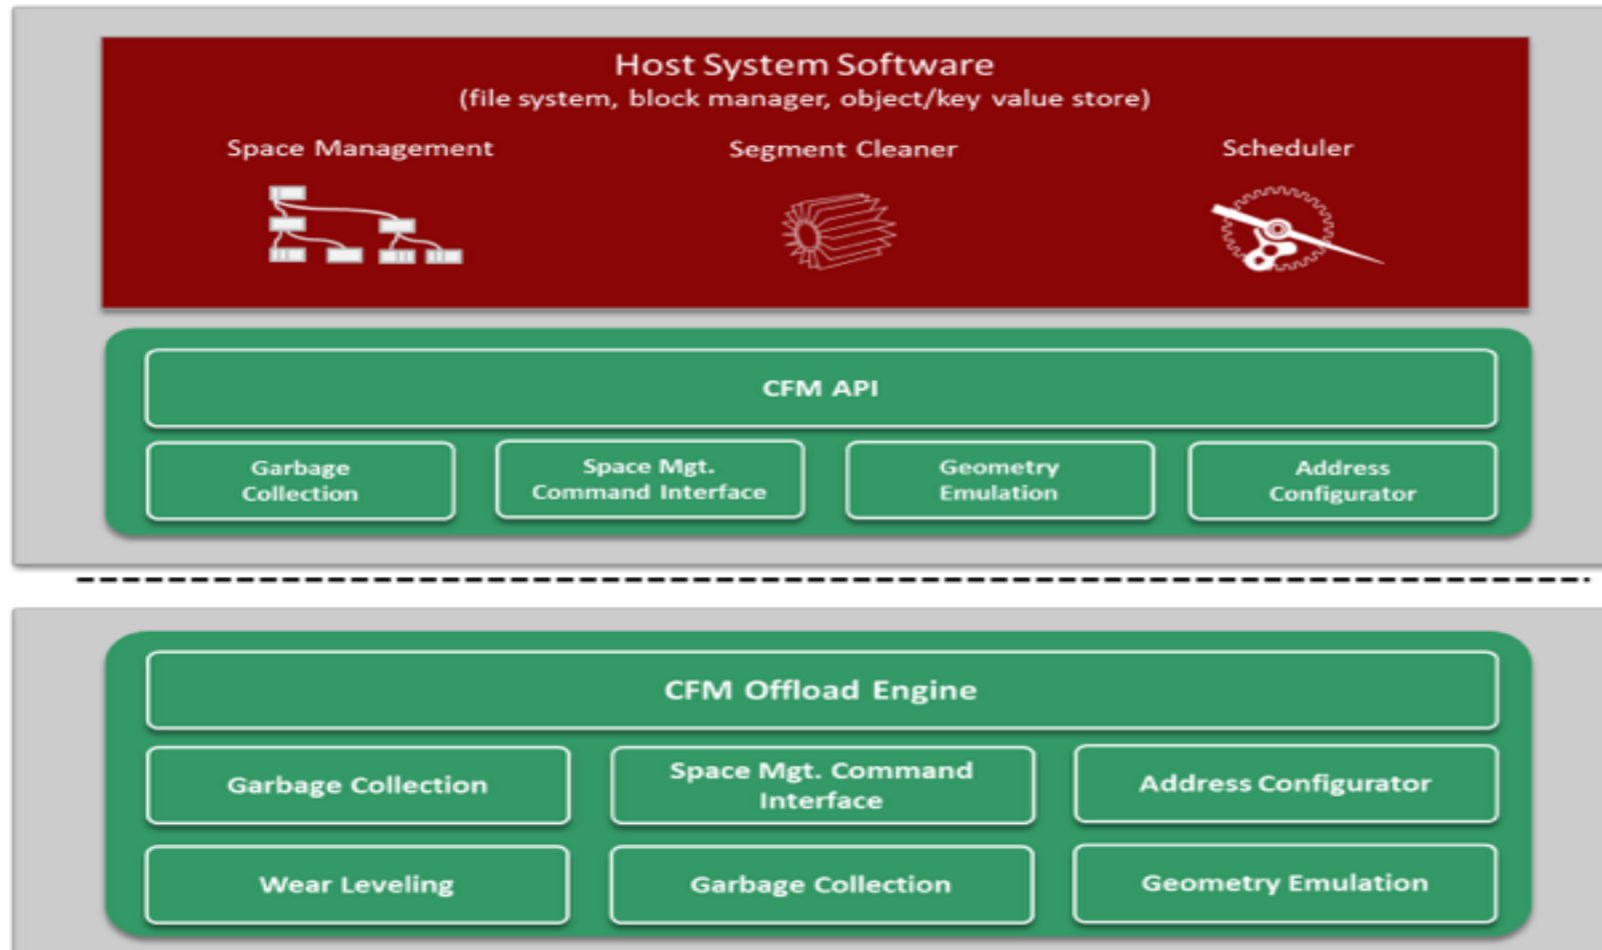 Host System Software
(file system, block manager, object/key value store)
Space Management
Segment Cleaner
Scheduler
CFM API
Garbage
Collection
Space Mgt.
Command Interface
Geometry
Emulation
Address
Configurator
CFM Offload Engine
Garbage Collection
Space Mgt. Command
Interface
Address Configurator
Wear Leveling
Garbage Collection
Geometry Emulation